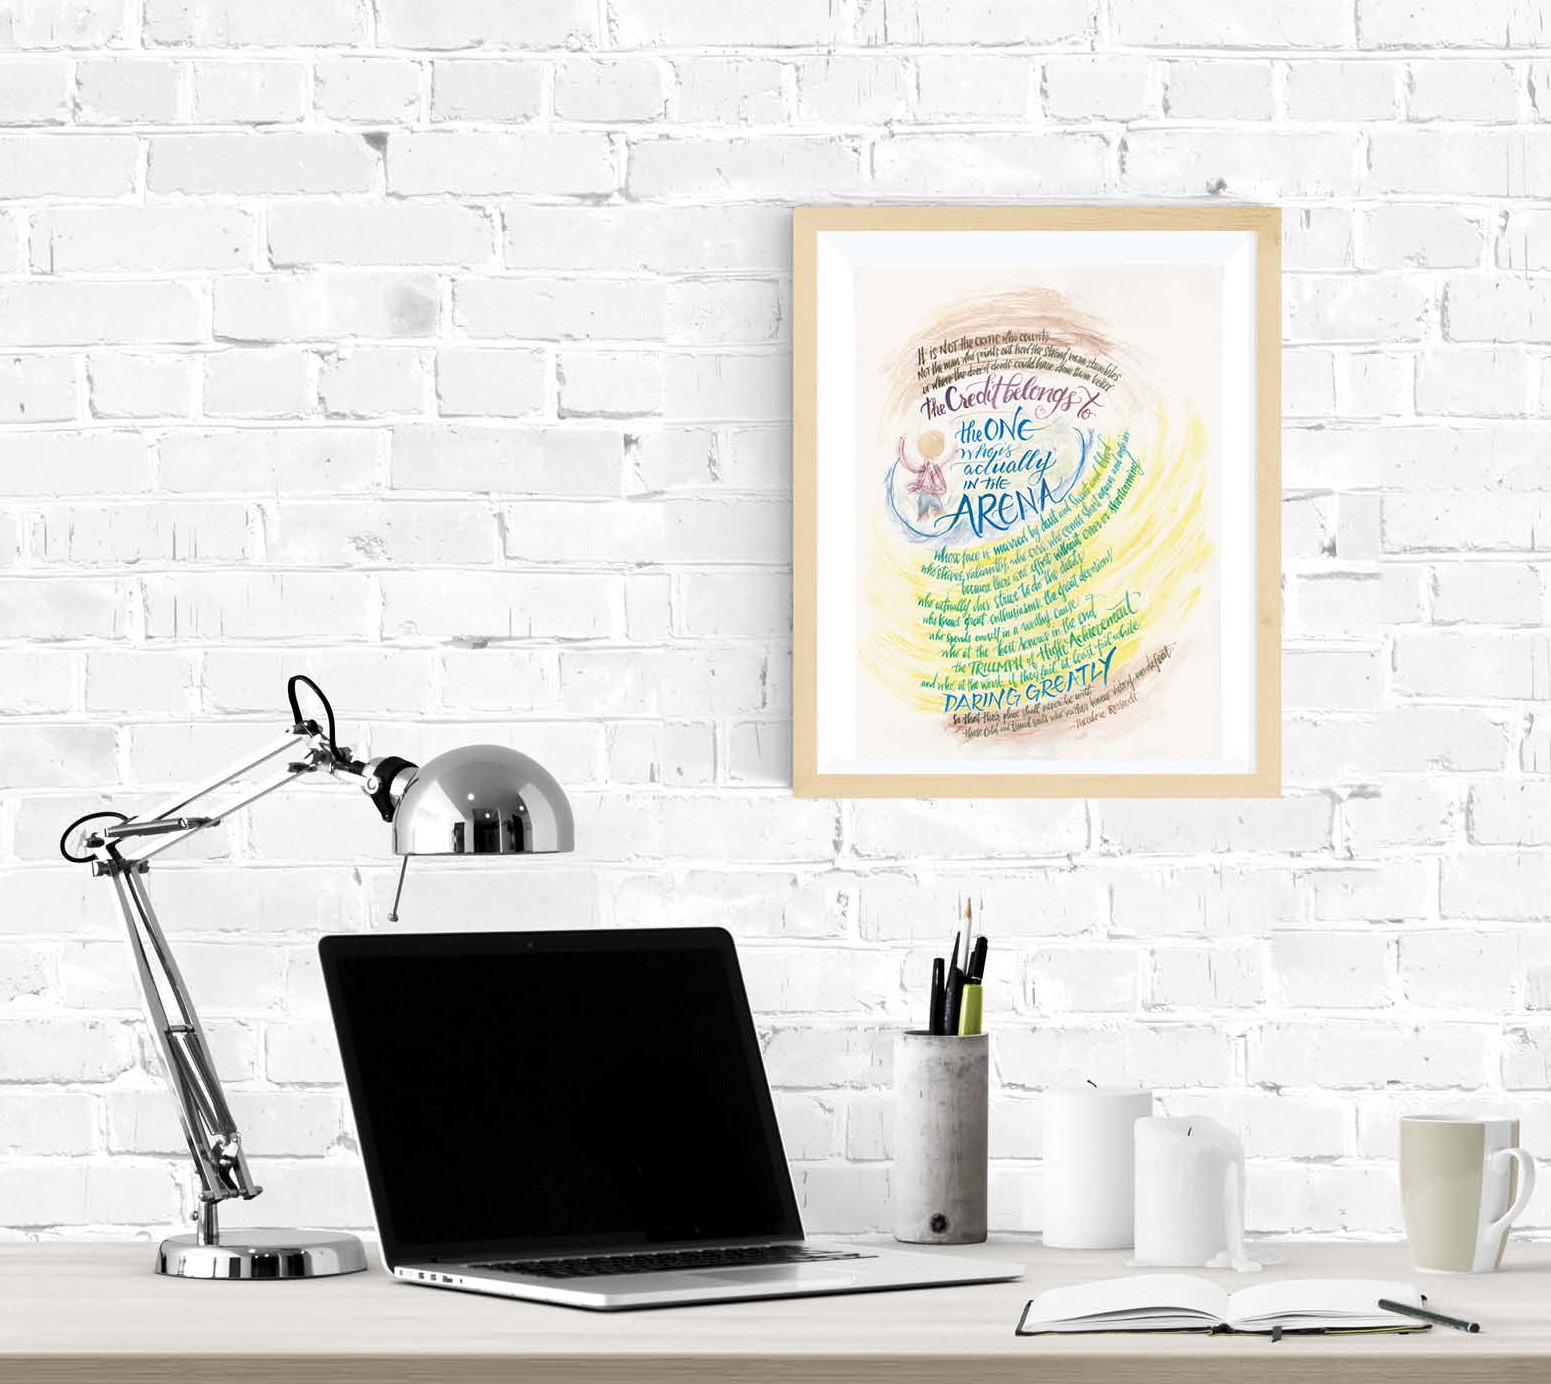 It is NOT the critic who counts
Not the man who points out how the strong man stumbles
or where the doer of deeds could have done them better
the Credit belongs to
the ONE
who is
actually
IN THE
ARENA
whose face is marred by dust and sweat and blood
who strives valiantly, who errs, who comes short again and again
because there is no effort without error or shortcoming
who actually does strive to do the deeds
who knows great enthusiasms, the great devotions
who spends oneself in a worthy cause
who at the best knows in the end
the TRIUMPH of High Achievement
and who at the worst, if they fail at least fail while
DARING GREATLY
so that their place shall never be with
those cold and timid souls who neither know victory nor defeat.
—Theodore Roosevelt